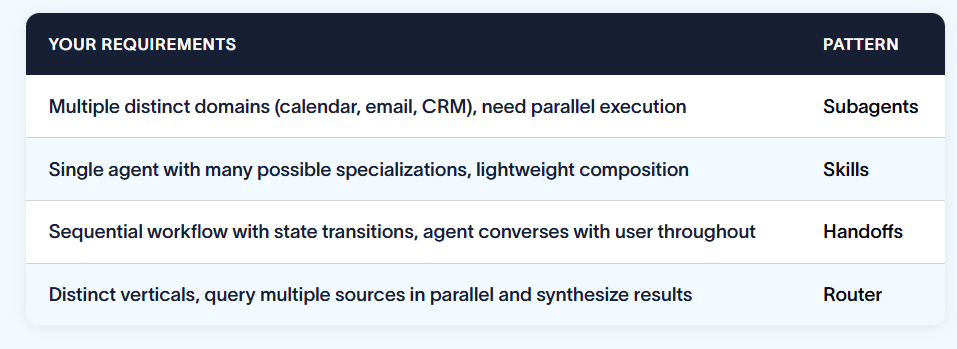 YOUR REQUIREMENTS PATTERN
Multiple distinct domains (calendar, email, CRM), need parallel execution Subagents
Single agent with many possible specializations, lightweight composition Skills
Sequential workflow with state transitions, agent converses with user throughout Handoffs
Distinct verticals, query multiple sources in parallel and synthesize results Router